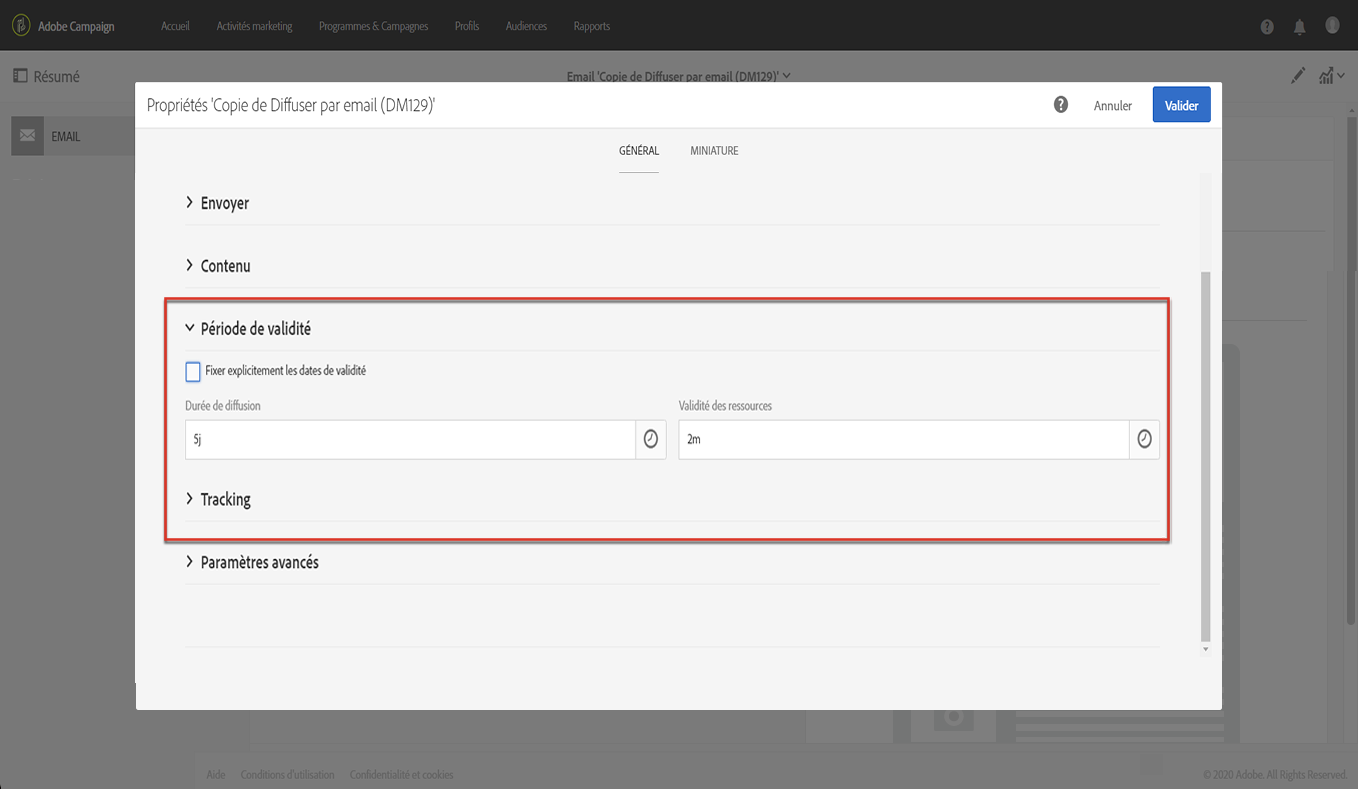 Adobe Campaign Accueil Activités marketing Programmes & Campagnes Profils Audiences Rapports
Résumé Email 'Copie de Diffuser par email (DM129)'
Propriétés 'Copie de Diffuser par email (DM129)' Annuler Valider
EMAIL
GÉNÉRAL MINIATURE
Envoyer
Contenu
Période de validité
Fixer explicitement les dates de validité
Durée de diffusion Validité des ressources
5j 2m
Tracking
Paramètres avancés
Aide Conditions d'utilisation Confidentialité et cookies © 2020 Adobe. All Rights Reserved.